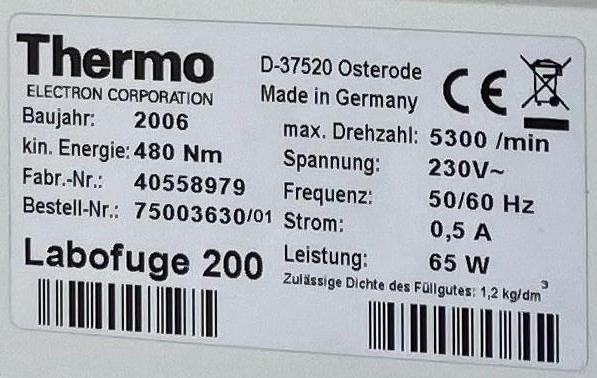 Thermo
ELECTRON CORPORATION
D-37520 Osterode
Made in Germany
CE
Baujahr: 2006
kin. Energie: 480 Nm
Fabr.-Nr.: 40558979
Bestell-Nr.: 75003630/01
max. Drehzahl: 5300 /min
Spannung: 230V~
Frequenz: 50/60 Hz
Strom: 0,5 A
Leistung: 65 W
Labofuge 200
Zulässige Dichte des Füllgutes: 1,2 kg/dm³